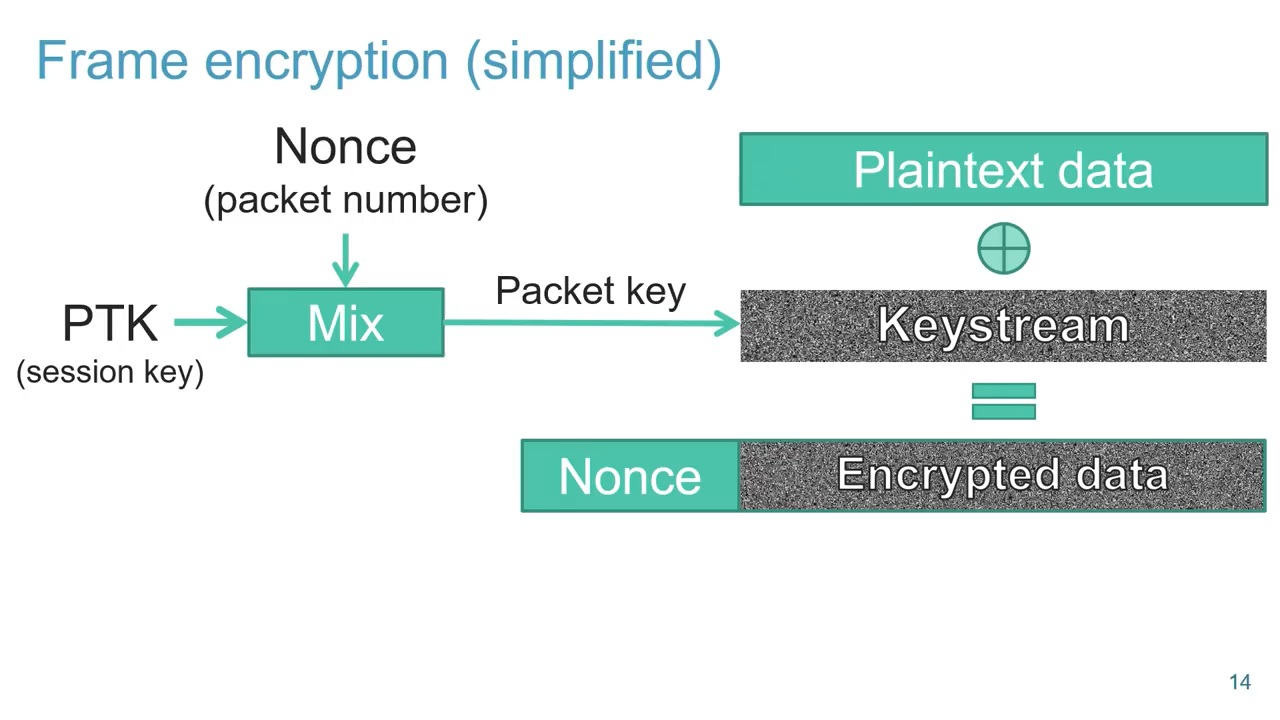 Frame encryption (simplified)
Nonce
(packet number)
PTK
(session key)
Mix
Packet key
Plaintext data
Keystream
Nonce
Encrypted data
14